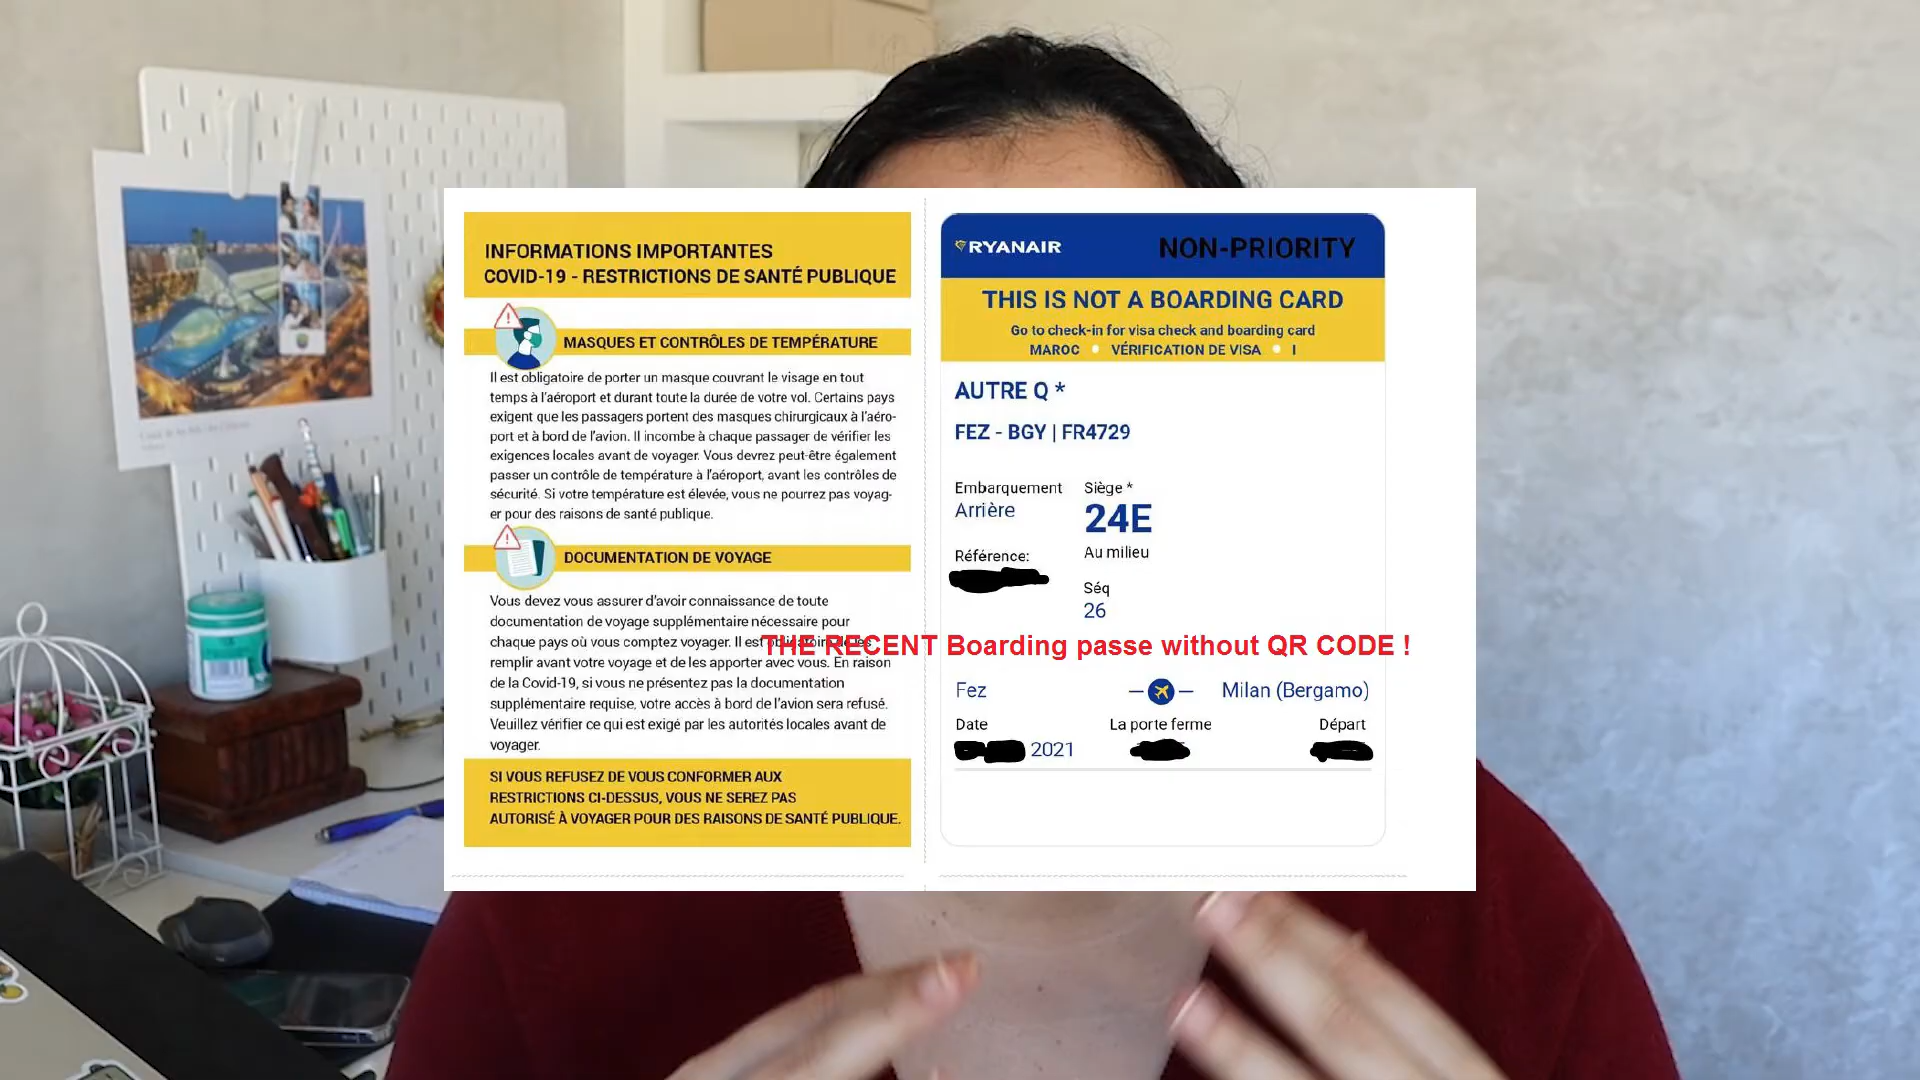 INFORMATIONS IMPORTANTES
COVID-19 - RESTRICTIONS DE SANTÉ PUBLIQUE
MASQUES ET CONTRÔLES DE TEMPÉRATURE
Il est obligatoire de porter un masque couvrant le visage en tout
temps à l'aéroport et durant toute la durée de votre vol. Certains pays
exigent que les passagers portent des masques chirurgicaux à l'aéro-
port et à bord de l'avion. Il incombe à chaque passager de vérifier les
exigences locales avant de voyager. Vous devrez peut-être également
passer un contrôle de température à l'aéroport, avant les contrôles de
sécurité. Si votre température est élevée, vous ne pourrez pas voyag-
er pour des raisons de santé publique.
DOCUMENTATION DE VOYAGE
Vous devez vous assurer d'avoir connaissance de toute
documentation de voyage supplémentaire nécessaire pour
chaque pays où vous comptez voyager. Il est obligatoire de les
remplir avant votre voyage et de les apporter avec vous. En raison
de la Covid-19, si vous ne présentez pas la documentation
supplémentaire requise, votre accès à bord de l'avion sera refusé.
Veuillez vérifier ce qui est exigé par les autorités locales avant de
voyager.
SI VOUS REFUSEZ DE VOUS CONFORMER AUX
RESTRICTIONS CI-DESSUS, VOUS NE SEREZ PAS
AUTORISÉ À VOYAGER POUR DES RAISONS DE SANTÉ PUBLIQUE.
RYANAIR NON-PRIORITY
THIS IS NOT A BOARDING CARD
Go to check-in for visa check and boarding card
MAROC VÉRIFICATION DE VISA I
AUTRE Q *
FEZ - BGY | FR4729
Embarquement Siège *
Arrière 24E
Au milieu
Référence:
Séq
26
THE RECENT Boarding passe without QR CODE !
Fez Milan (Bergamo)
Date La porte ferme Départ
2021